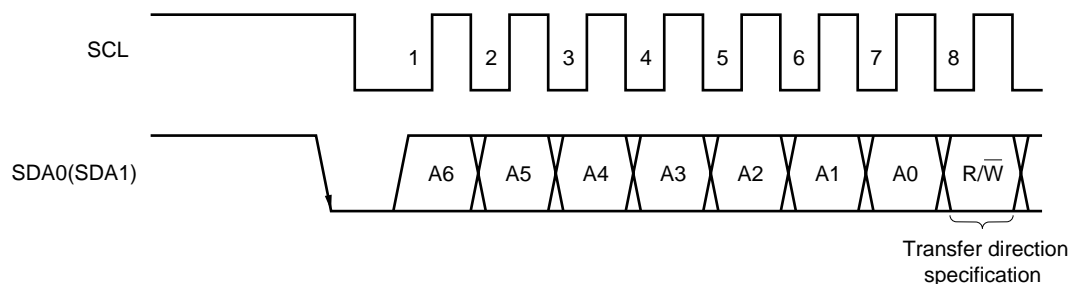 SCL
1 2 3 4 5 6 7 8
SDA0(SDA1)
A6 A5 A4 A3 A2 A1 A0 R/W̅
Transfer direction
specification